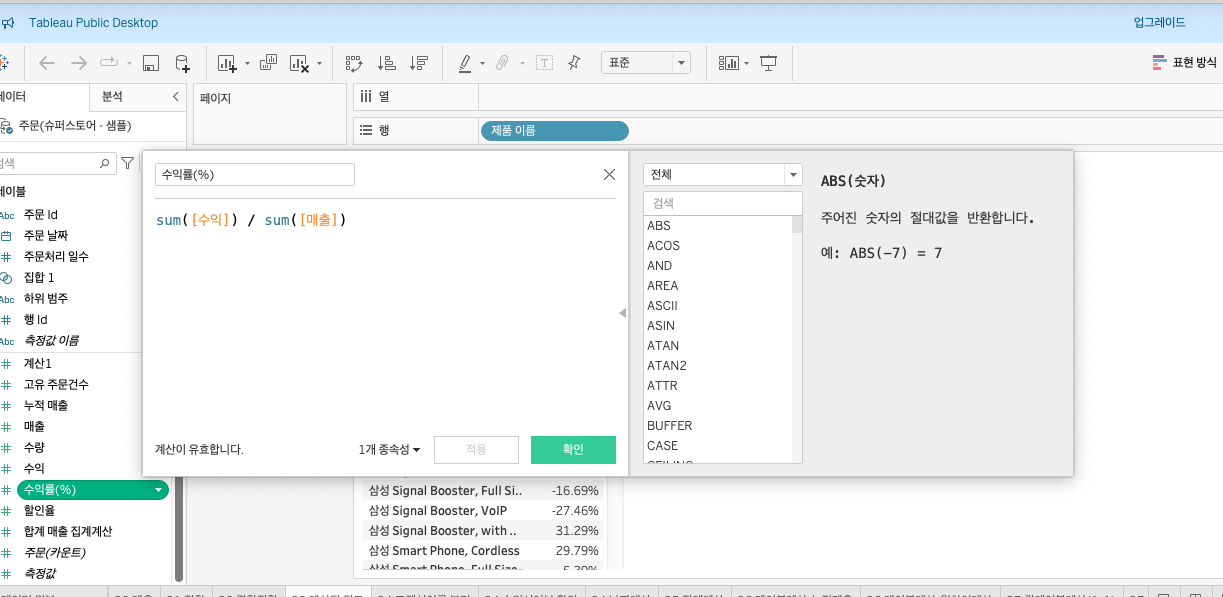 Tableau Public Desktop
업그레이드
표준
표현 방식
분석
페이지
열
행
제품 이름
주문(슈퍼스토어 - 샘플)
Abc 주문 Id
주문 날짜
주문처리 일수
집합 1
Abc 하위 범주
행 Id
Abc 측정값 이름
계산1
고유 주문건수
누적 매출
매출
수량
수익
수익률(%)
할인율
합계 매출 집계계산
주문(카운트)
측정값
수익률(%)
sum([수익]) / sum([매출])
계산이 유효합니다.
1개 종속성
적용
확인
전체
검색
ABS
ACOS
AND
AREA
ASCII
ASIN
ATAN
ATAN2
ATTR
AVG
BUFFER
CASE
CEILING
ABS(숫자)
주어진 숫자의 절대값을 반환합니다.
예: ABS(-7) = 7
삼성 Signal Booster, Full Si.. -16.69%
삼성 Signal Booster, VoIP -27.46%
삼성 Signal Booster, with .. 31.29%
삼성 Smart Phone, Cordless 29.79%
삼성 Smart Phone, Full Size